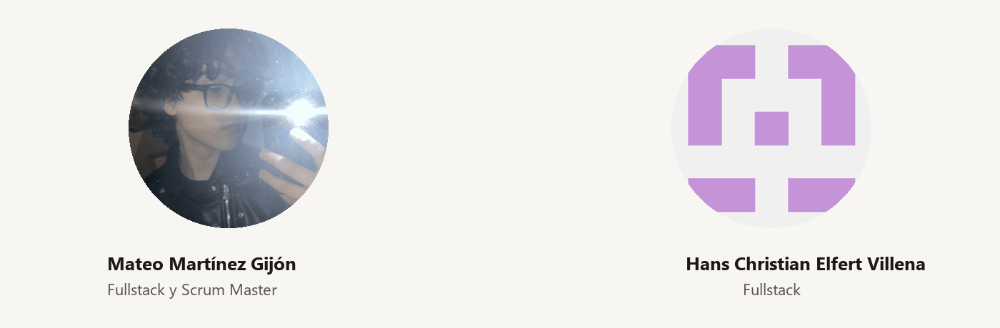 Mateo Martínez Gijón
Fullstack y Scrum Master
Hans Christian Elfert Villena
Fullstack